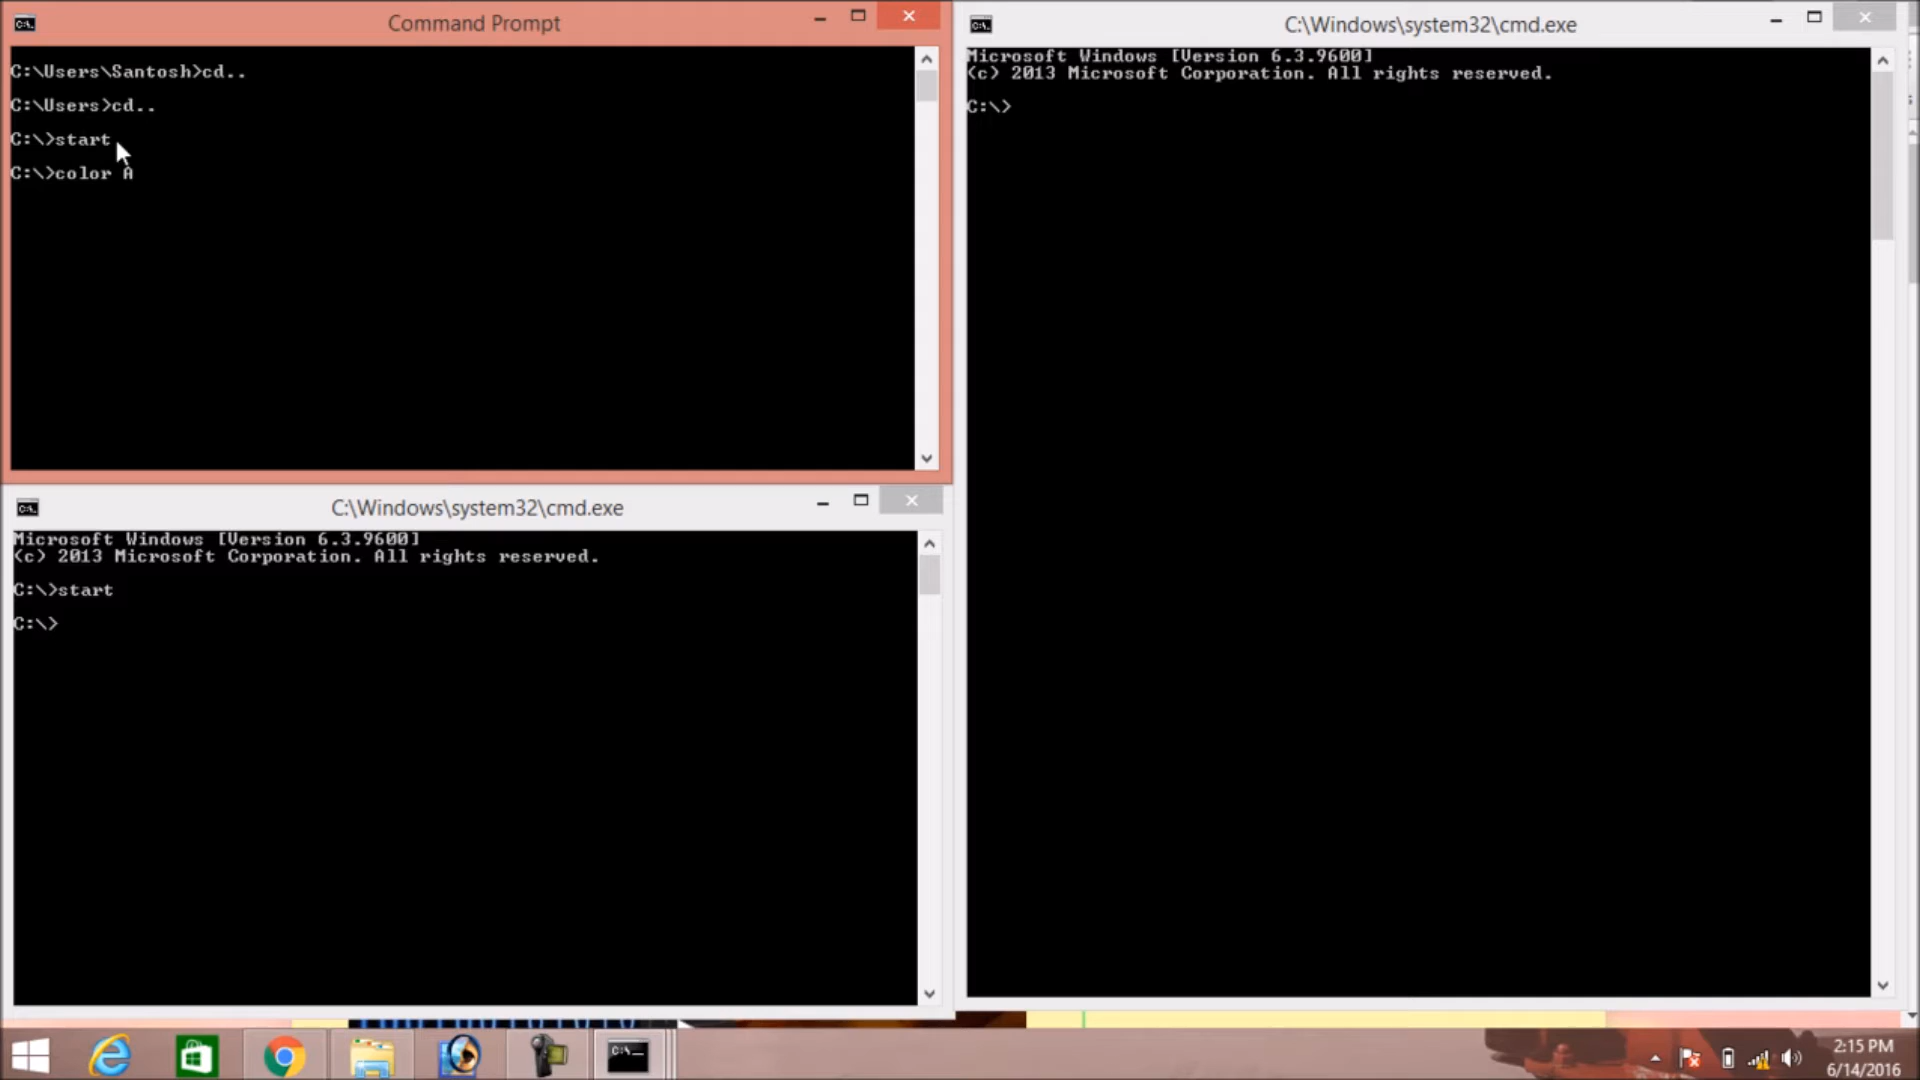 Command Prompt
C:\Users\Santosh>cd..
C:\Users>cd..
C:\>start
C:\>color A
C:\Windows\system32\cmd.exe
Microsoft Windows [Version 6.3.9600]
(c) 2013 Microsoft Corporation. All rights reserved.
C:\>start
C:\>
C:\Windows\system32\cmd.exe
Microsoft Windows [Version 6.3.9600]
(c) 2013 Microsoft Corporation. All rights reserved.
C:\>
2:15 PM
6/14/2016